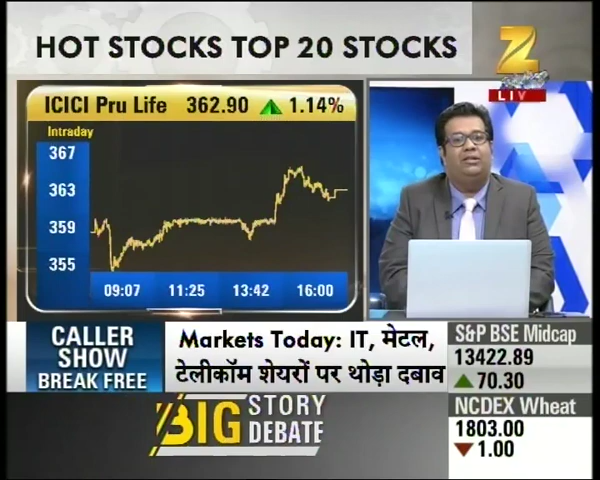 HOT STOCKS TOP 20 STOCKS
Z
LIV
ICICI Pru Life 362.90 1.14%
Intraday
367
363
359
355
09:07 11:25 13:42 16:00
CALLER
SHOW
BREAK FREE
Markets Today: IT, मेटल,
टेलीकॉम शेयरों पर थोड़ा दबाव
S&P BSE Midcap
13422.89
70.30
BIG STORY
DEBATE
NCDEX Wheat
1803.00
1.00